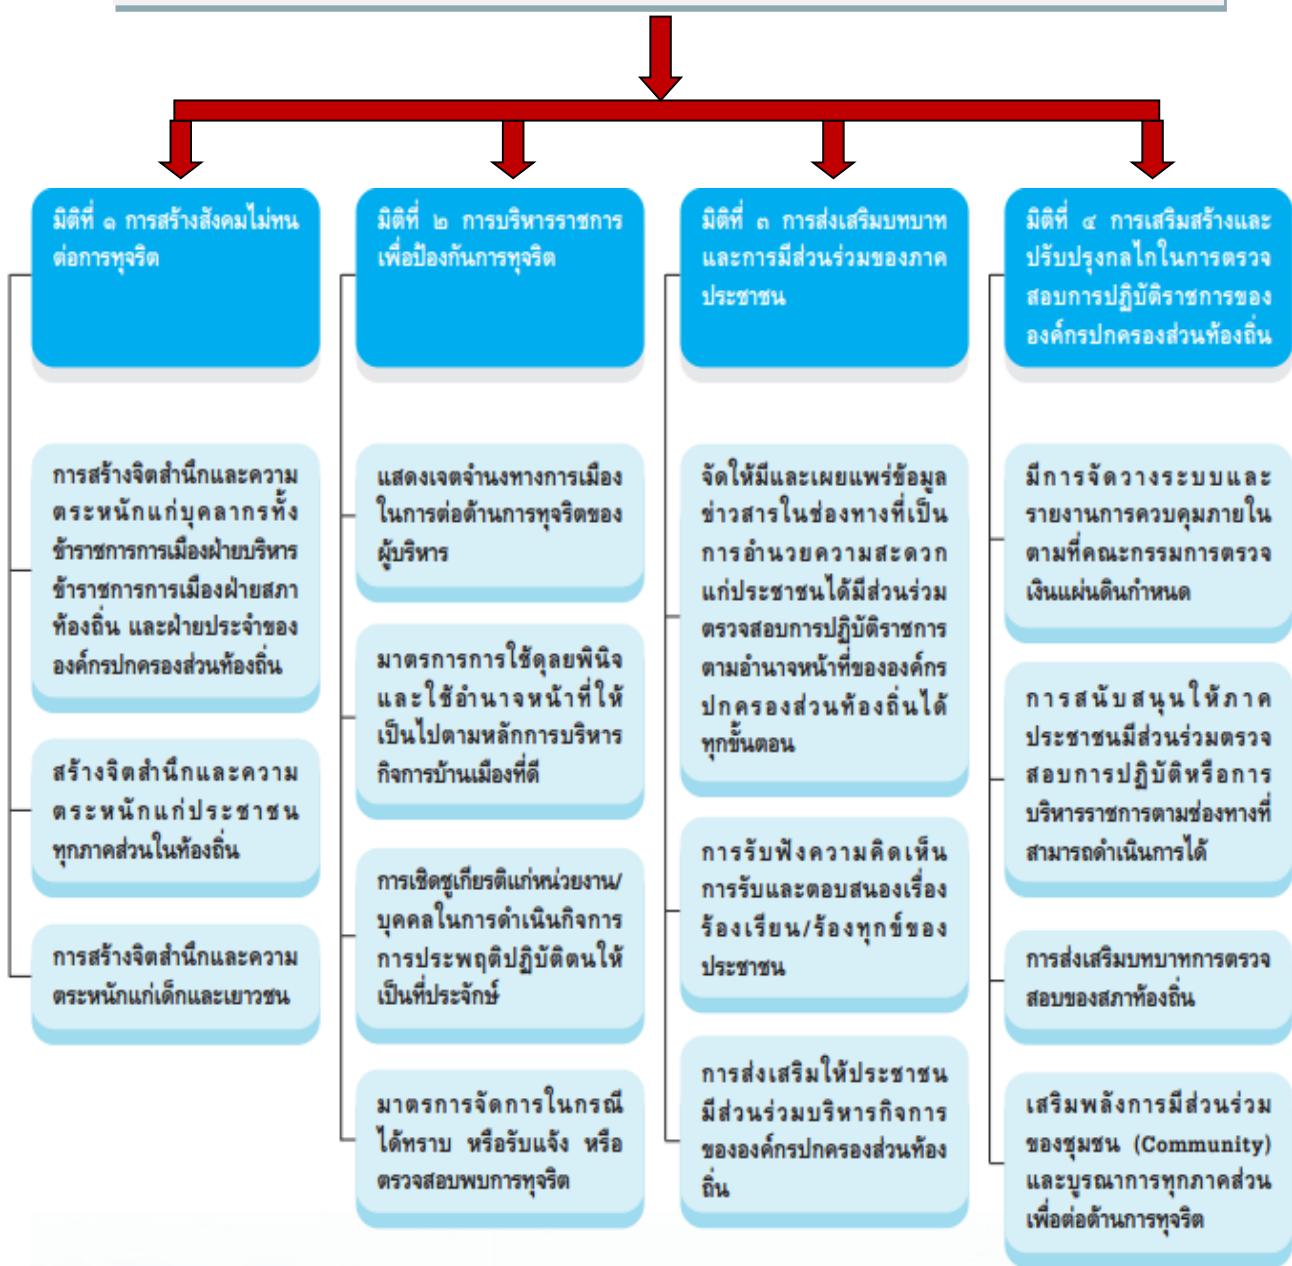 มิติที่ ๑ การสร้างสังคมไม่ทน
ต่อการทุจริต
การสร้างจิตสำนึกและความ
ตระหนักแก่บุคลากรทั้ง
ข้าราชการการเมืองฝ่ายบริหาร
ข้าราชการการเมืองฝ่ายสภา
ท้องถิ่น และฝ่ายประจำของ
องค์กรปกครองส่วนท้องถิ่น
สร้างจิตสำนึกและความ
ตระหนักแก่ประชาชน
ทุกภาคส่วนในท้องถิ่น
การสร้างจิตสำนึกและความ
ตระหนักแก่เด็กและเยาวชน
มิติที่ ๒ การบริหารราชการ
เพื่อป้องกันการทุจริต
แสดงเจตจำนงทางการเมือง
ในการต่อต้านการทุจริตของ
ผู้บริหาร
มาตรการการใช้ดุลยพินิจ
และใช้อำนาจหน้าที่ให้
เป็นไปตามหลักการบริหาร
กิจการบ้านเมืองที่ดี
การเชิดชูเกียรติแก่หน่วยงาน/
บุคคลในการดำเนินกิจการ
การประพฤติปฏิบัติตนให้
เป็นที่ประจักษ์
มาตรการจัดการในกรณี
ได้ทราบ หรือรับแจ้ง หรือ
ตรวจสอบพบการทุจริต
มิติที่ ๓ การส่งเสริมบทบาท
และการมีส่วนร่วมของภาค
ประชาชน
จัดให้มีและเผยแพร่ข้อมูล
ข่าวสารในช่องทางที่เป็น
การอำนวยความสะดวก
แก่ประชาชนได้มีส่วนร่วม
ตรวจสอบการปฏิบัติราชการ
ตามอำนาจหน้าที่ขององค์กร
ปกครองส่วนท้องถิ่นได้
ทุกขั้นตอน
การรับฟังความคิดเห็น
การรับและตอบสนองเรื่อง
ร้องเรียน/ร้องทุกข์ของ
ประชาชน
การส่งเสริมให้ประชาชน
มีส่วนร่วมบริหารกิจการ
ขององค์กรปกครองส่วนท้อง
ถิ่น
มิติที่ ๔ การเสริมสร้างและ
ปรับปรุงกลไกในการตรวจ
สอบการปฏิบัติราชการของ
องค์กรปกครองส่วนท้องถิ่น
มีการจัดวางระบบและ
รายงานการควบคุมภายใน
ตามที่คณะกรรมการตรวจ
เงินแผ่นดินกำหนด
การสนับสนุนให้ภาค
ประชาชนมีส่วนร่วมตรวจ
สอบการปฏิบัติหรือการ
บริหารราชการตามช่องทางที่
สามารถดำเนินการได้
การส่งเสริมบทบาทการตรวจ
สอบของสภาท้องถิ่น
เสริมพลังการมีส่วนร่วม
ของชุมชน (Community)
และบูรณาการทุกภาคส่วน
เพื่อต่อต้านการทุจริต